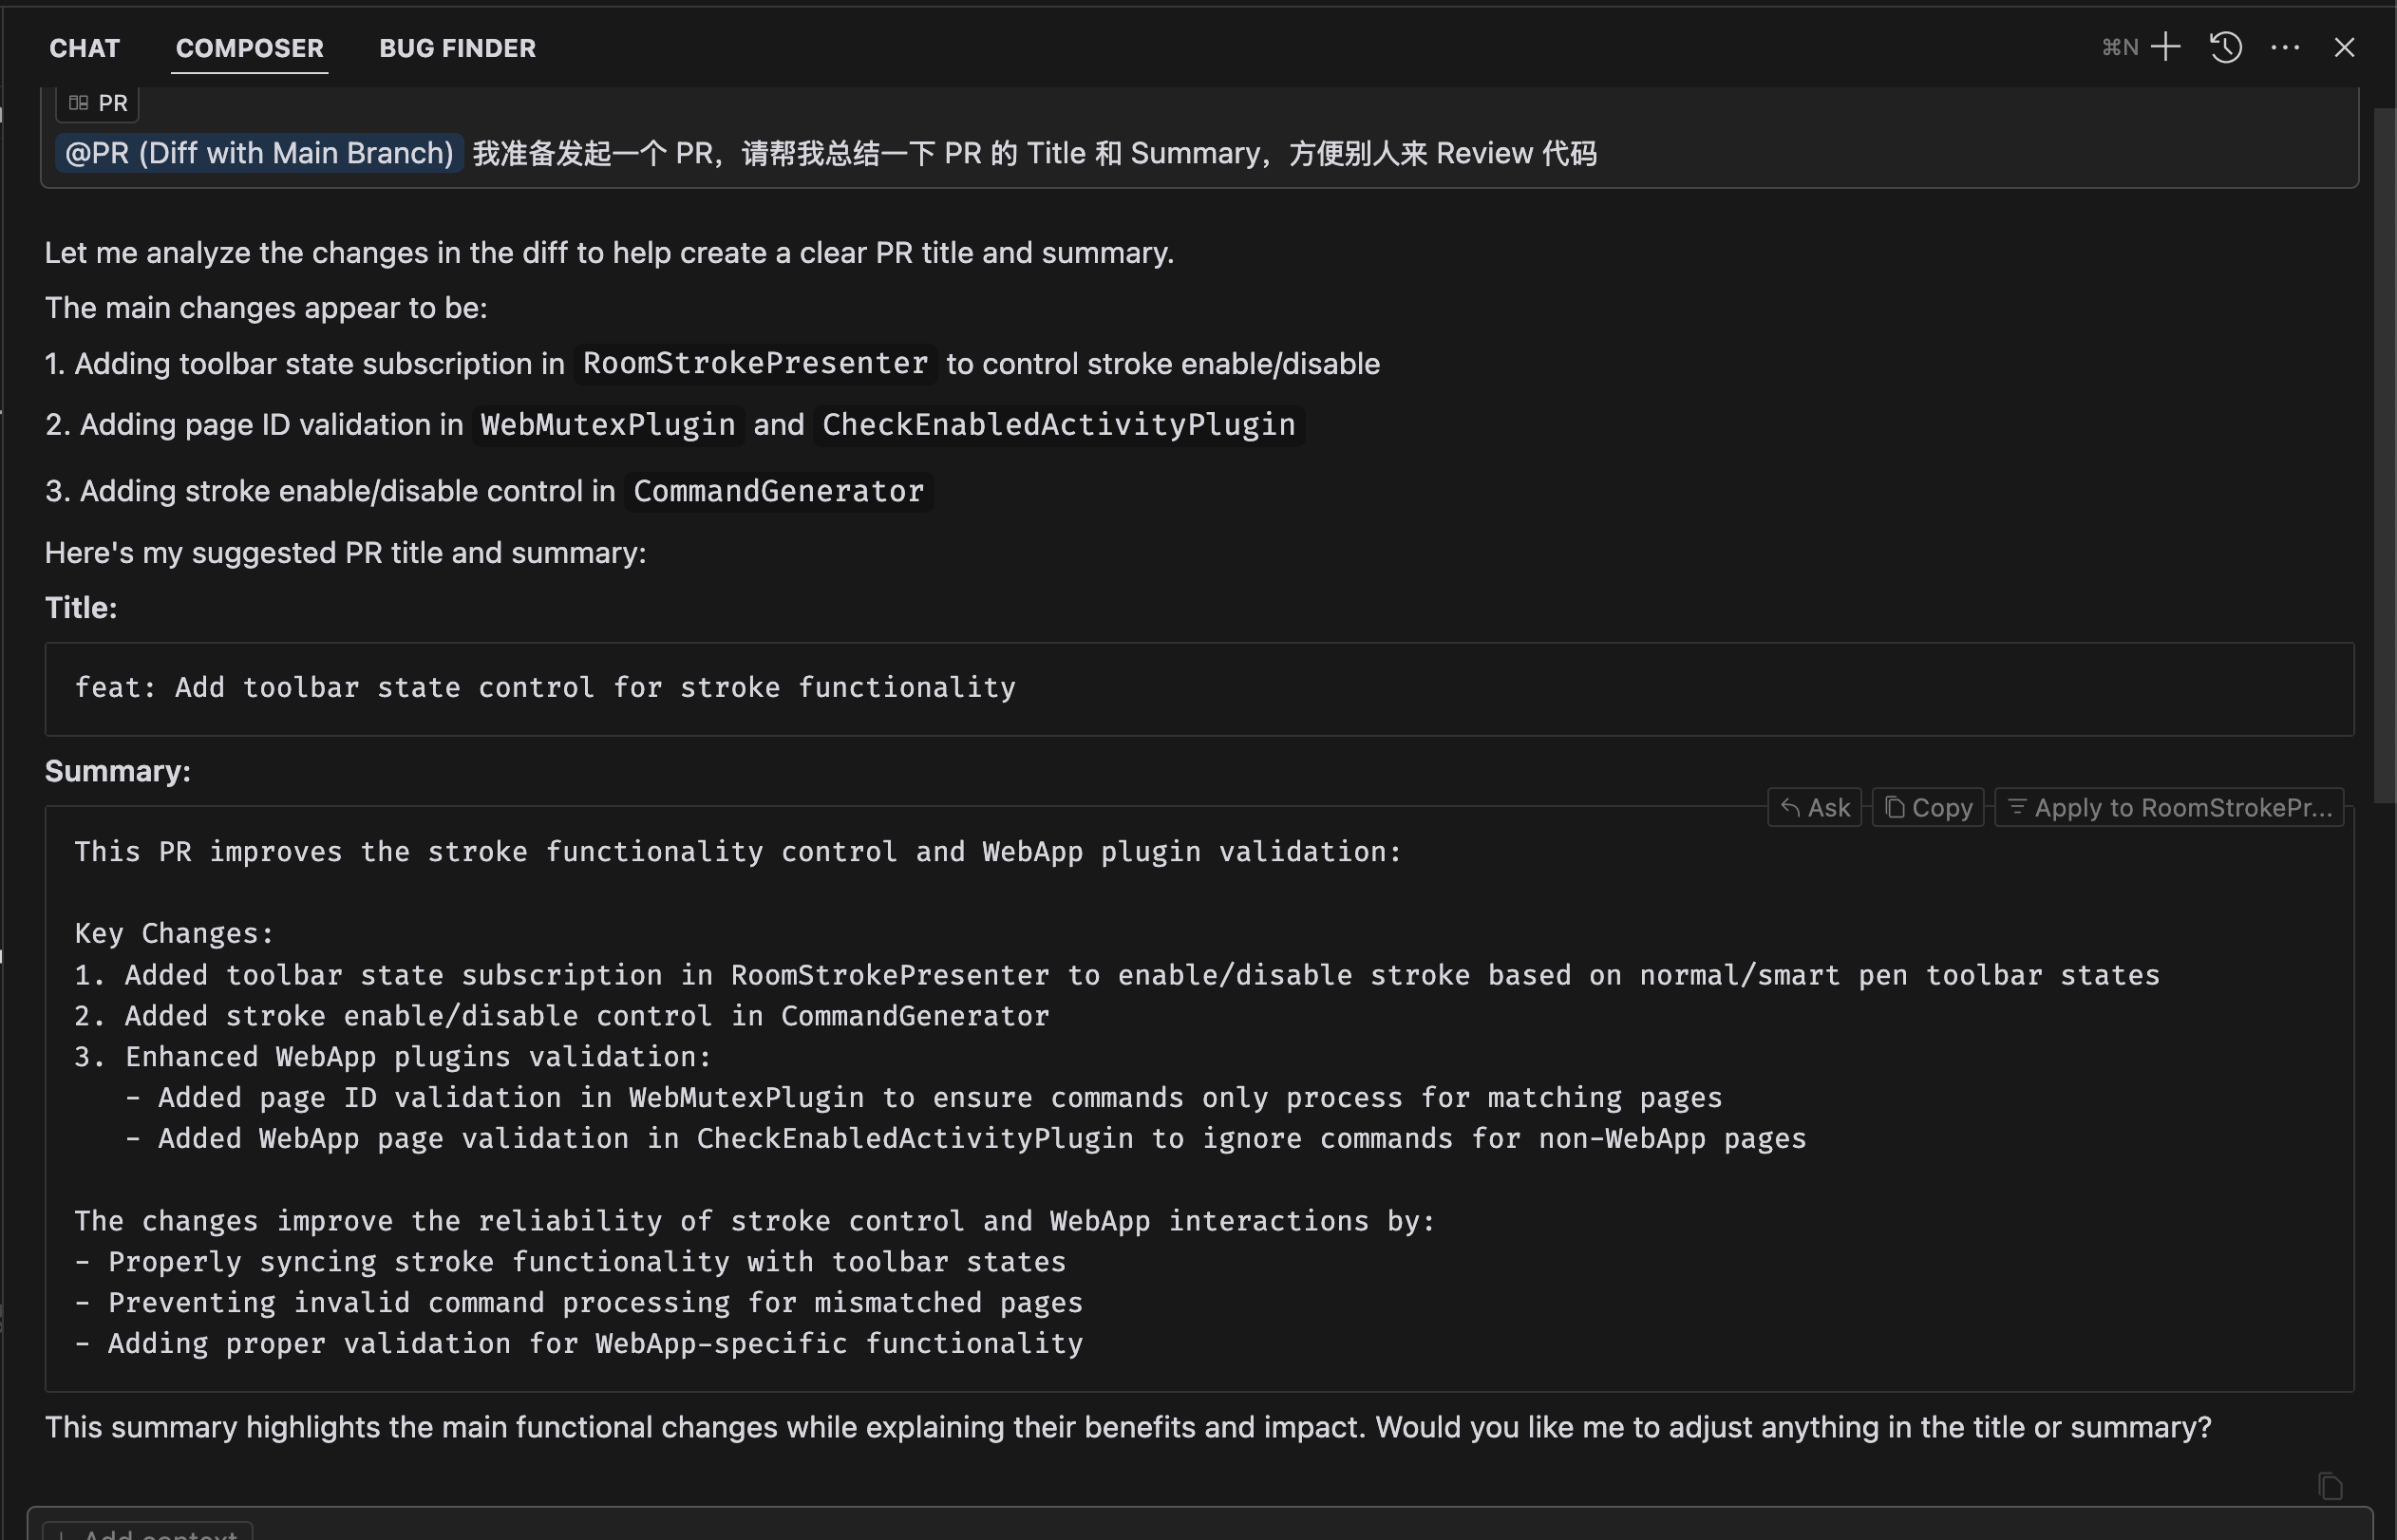 CHAT COMPOSER BUG FINDER ⌘N
PR
@PR (Diff with Main Branch) 我准备发起一个 PR，请帮我总结一下 PR 的 Title 和 Summary，方便别人来 Review 代码
Let me analyze the changes in the diff to help create a clear PR title and summary.
The main changes appear to be:
1. Adding toolbar state subscription in RoomStrokePresenter to control stroke enable/disable
2. Adding page ID validation in WebMutexPlugin and CheckEnabledActivityPlugin
3. Adding stroke enable/disable control in CommandGenerator
Here's my suggested PR title and summary:
Title:
feat: Add toolbar state control for stroke functionality
Summary:
Ask Copy Apply to RoomStrokePr...
This PR improves the stroke functionality control and WebApp plugin validation:
Key Changes:
1. Added toolbar state subscription in RoomStrokePresenter to enable/disable stroke based on normal/smart pen toolbar states
2. Added stroke enable/disable control in CommandGenerator
3. Enhanced WebApp plugins validation:
- Added page ID validation in WebMutexPlugin to ensure commands only process for matching pages
- Added WebApp page validation in CheckEnabledActivityPlugin to ignore commands for non-WebApp pages
The changes improve the reliability of stroke control and WebApp interactions by:
- Properly syncing stroke functionality with toolbar states
- Preventing invalid command processing for mismatched pages
- Adding proper validation for WebApp-specific functionality
This summary highlights the main functional changes while explaining their benefits and impact. Would you like me to adjust anything in the title or summary?
Add context